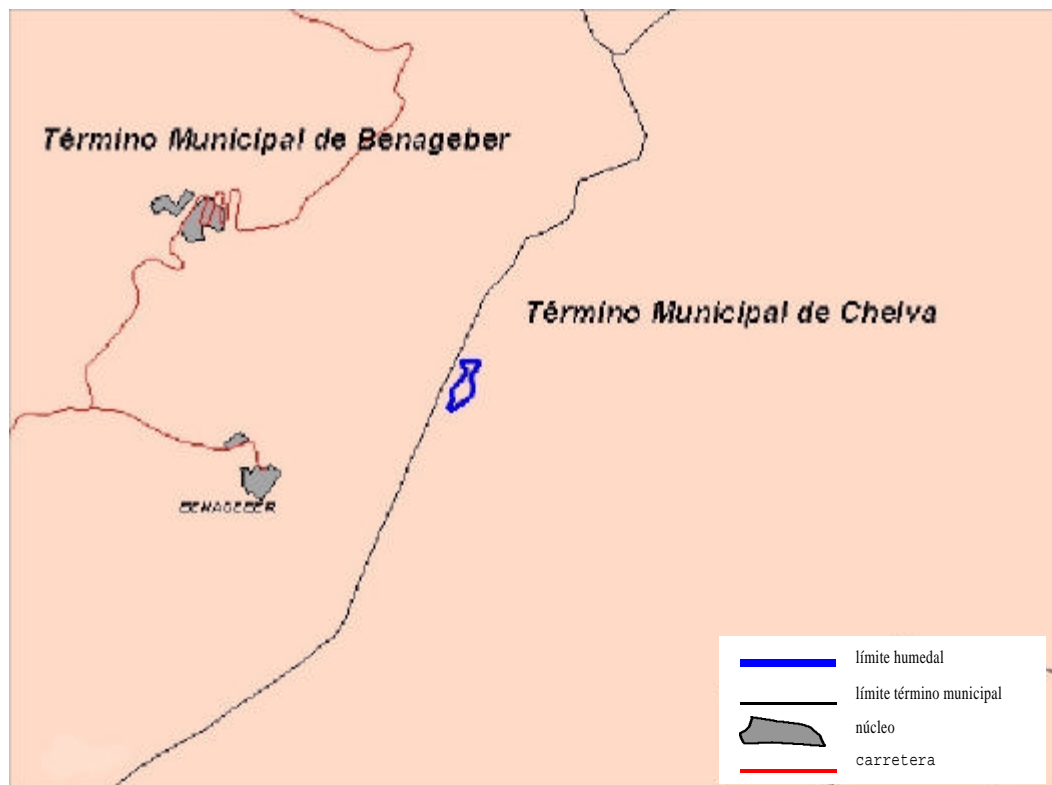 Término Municipal de Benageber
Término Municipal de Chelva
BENAGEBER
límite humedal
límite término municipal
núcleo
carretera